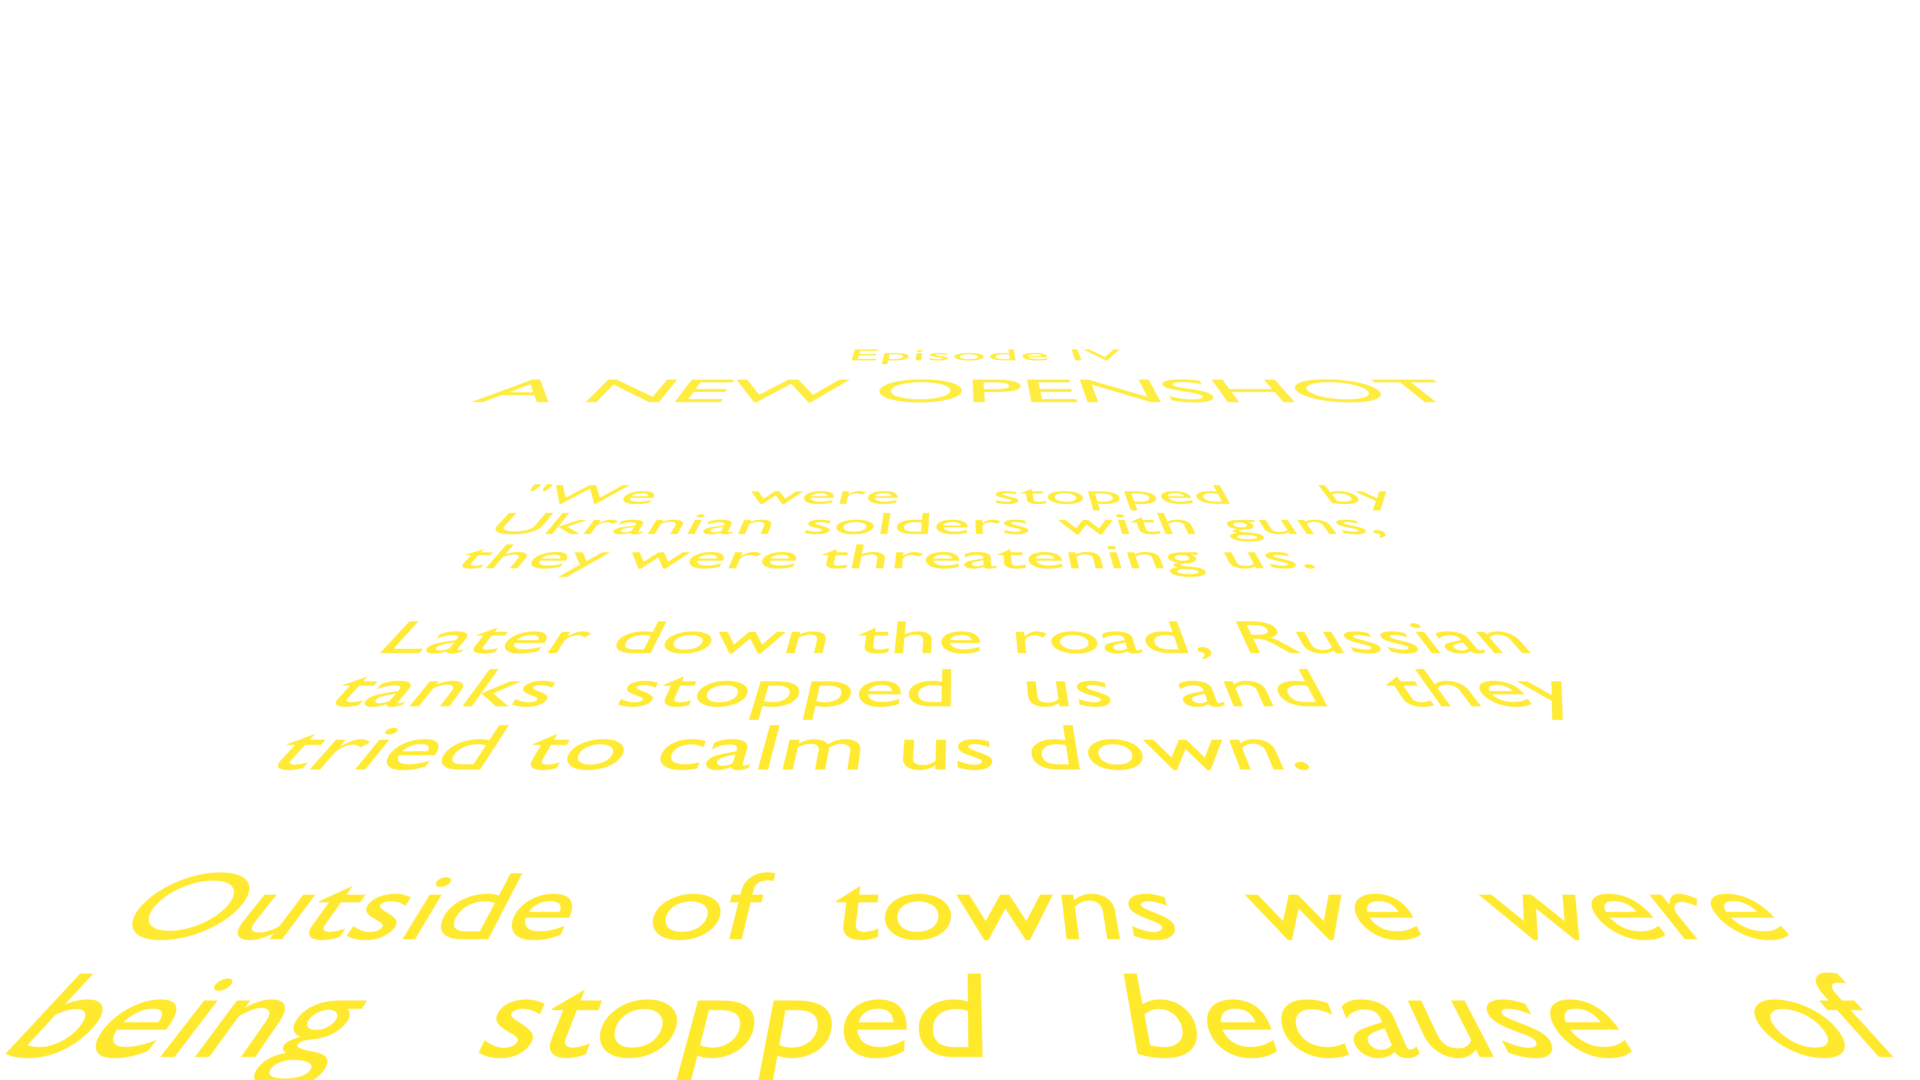 Episode IV
A NEW OPENSHOT
"We were stopped by
Ukranian solders with guns,
they were threatening us.
Later down the road, Russian
tanks stopped us and they
tried to calm us down.
Outside of towns we were
being stopped because of